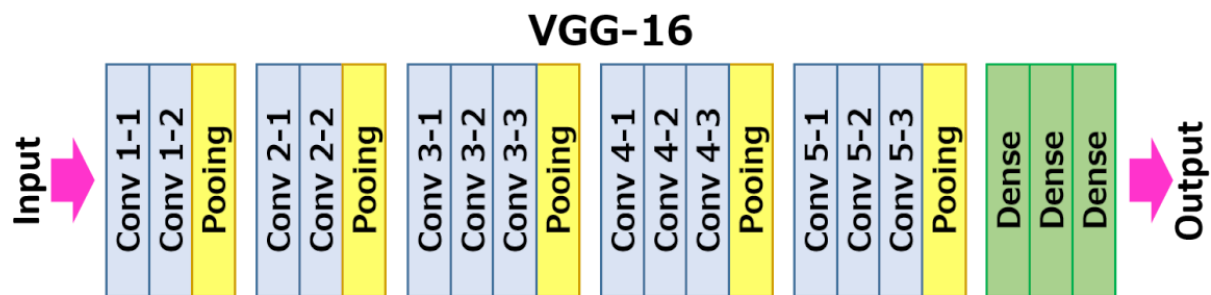 VGG-16
Input
Conv 1-1
Conv 1-2
Pooing
Conv 2-1
Conv 2-2
Pooing
Conv 3-1
Conv 3-2
Conv 3-3
Pooing
Conv 4-1
Conv 4-2
Conv 4-3
Pooing
Conv 5-1
Conv 5-2
Conv 5-3
Pooing
Dense
Dense
Dense
Output